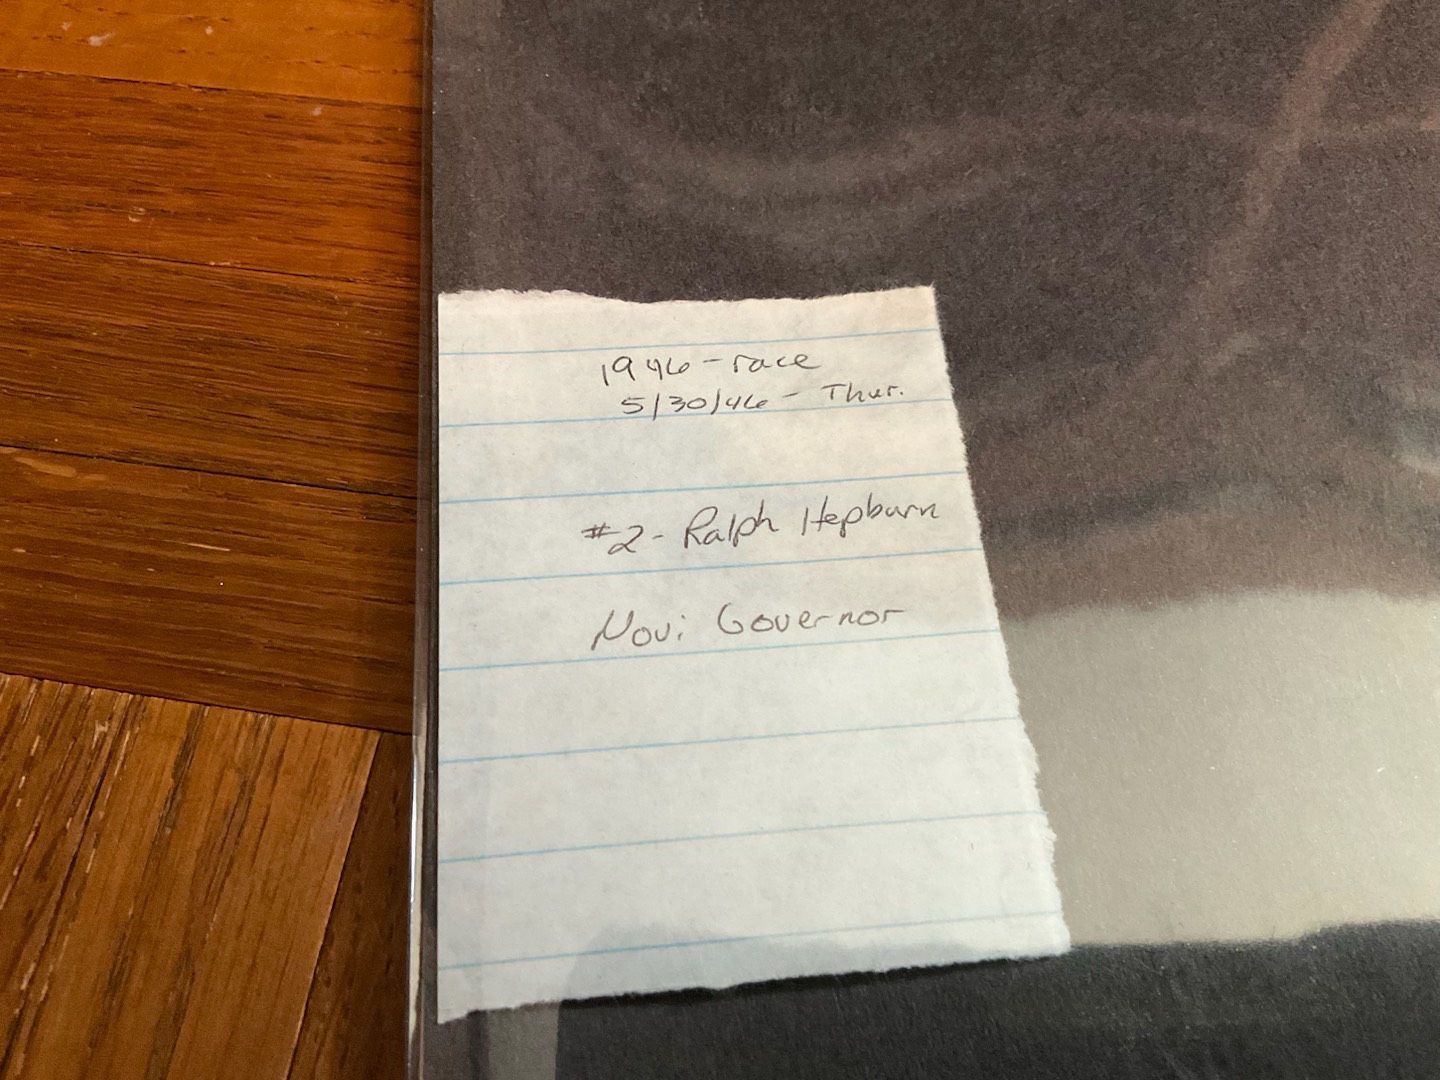 1946 - race
5/30/46 - Thur.
#2 - Ralph Hepburn
Novi Governor